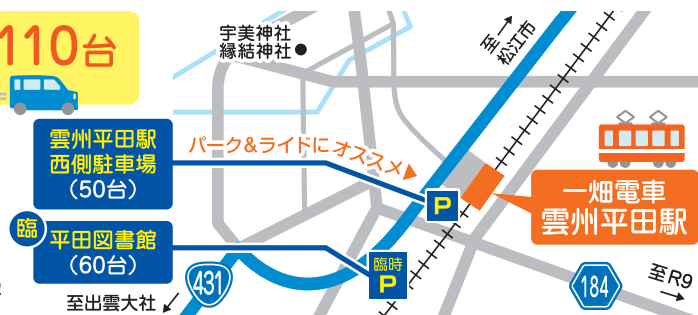 110台
宇美神社
縁結神社
至→
松江市
雲州平田駅
西側駐車場
(50台)
パーク&ライドにオススメ
P
一畑電車
雲州平田駅
臨
平田図書館
(60台)
臨時
P
431
184
至R9
至出雲大社